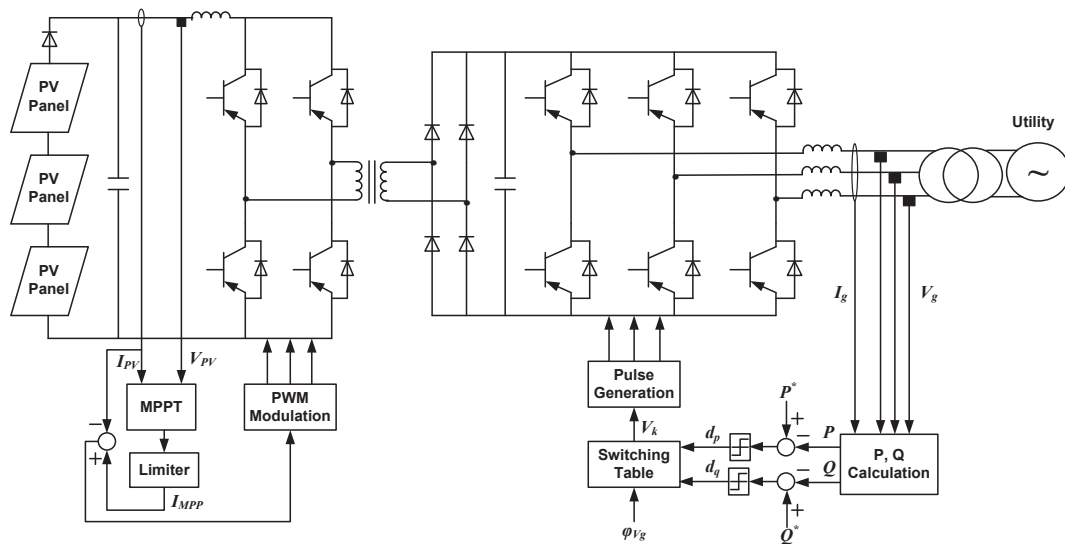 PV
Panel
PV
Panel
PV
Panel
Utility
~
I_PV
V_PV
MPPT
PWM
Modulation
−
+
Limiter
I_MPP
I_g
V_g
Pulse
Generation
V_k
Switching
Table
φ_Vg
d_p
d_q
P*
+
−
P
Q
−
+
Q*
P, Q
Calculation